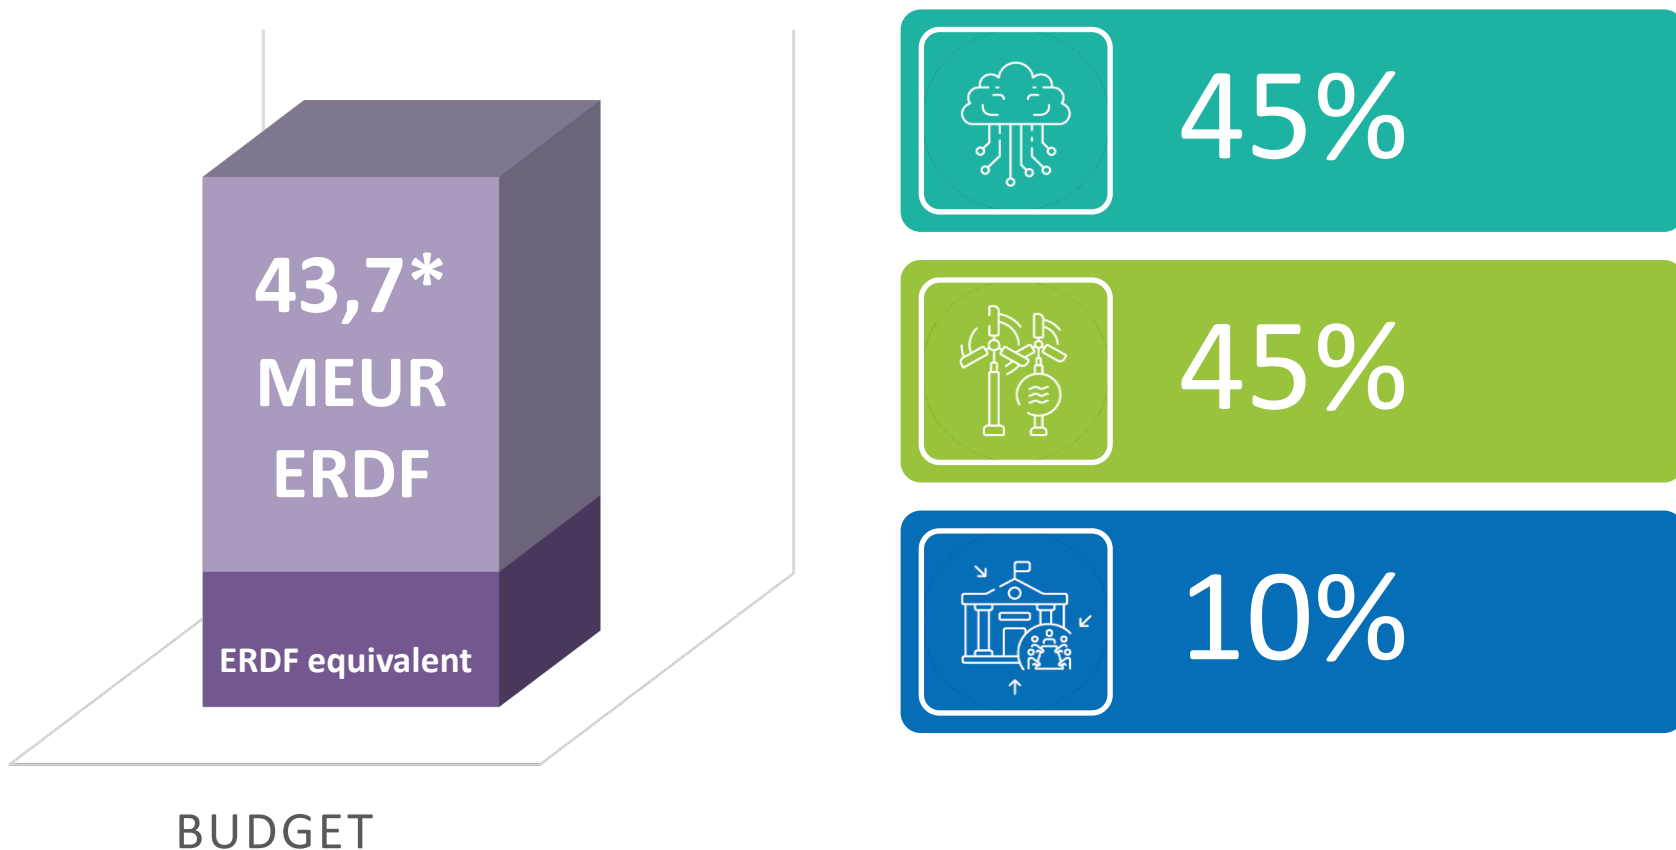 43,7*
MEUR
ERDF
ERDF equivalent
BUDGET
45%
45%
10%